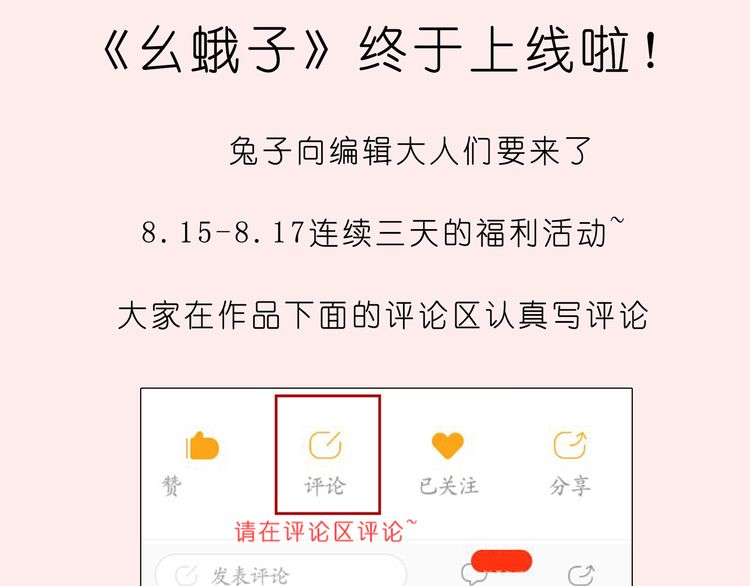 《幺蛾子》终于上线啦！
兔子向编辑大人们要来了
8.15-8.17连续三天的福利活动~
大家在作品下面的评论区认真写评论
赞 评论 已关注 分享
请在评论区评论~
发表评论